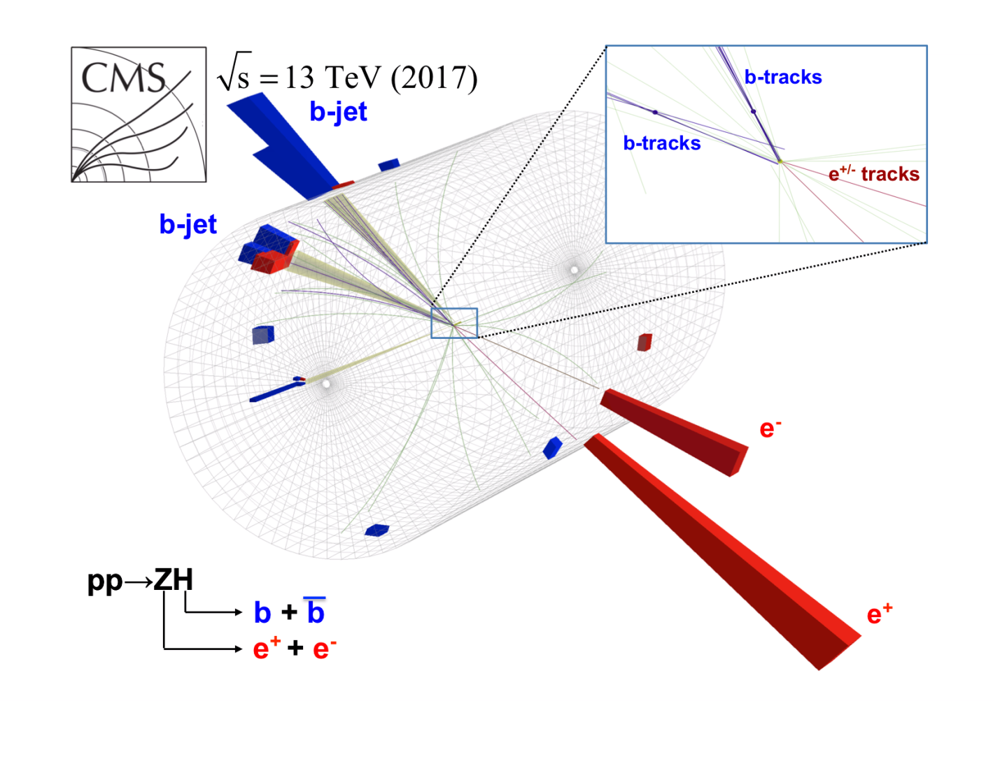 CMS
√s = 13 TeV (2017)
b-jet
b-jet
b-tracks
b-tracks
e⁺/⁻ tracks
e⁻
e⁺
pp→ZH
b + b̅
e⁺ + e⁻